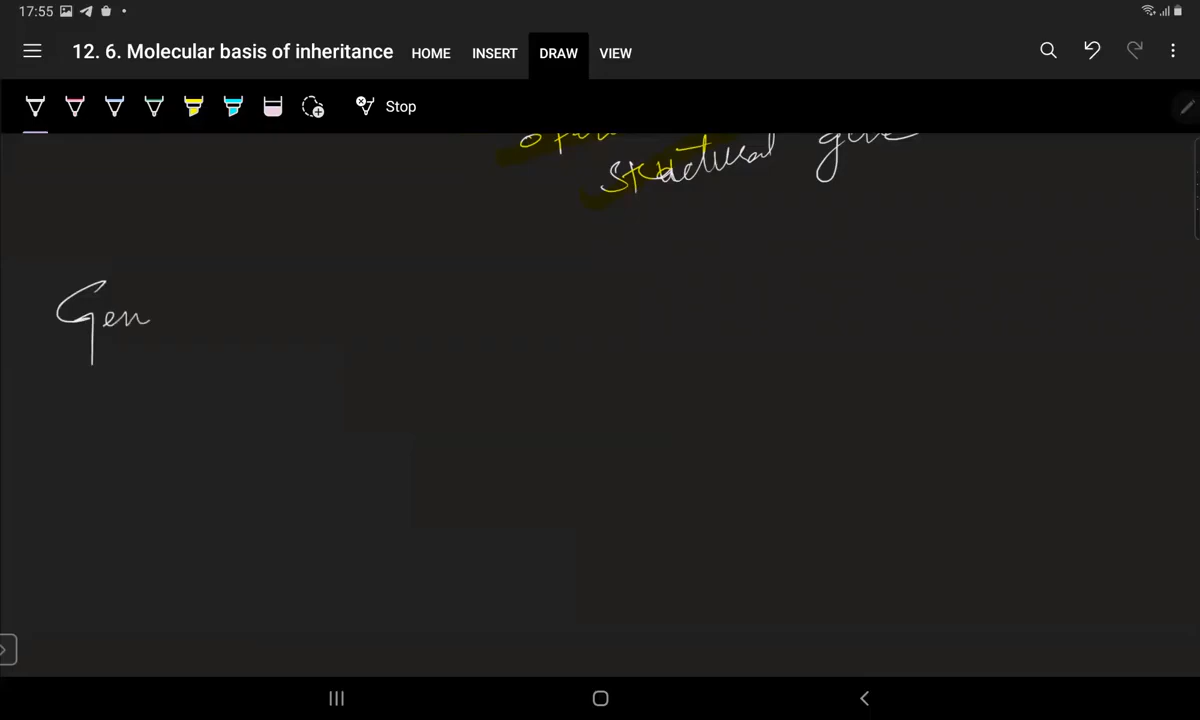 17:55
12. 6. Molecular basis of inheritance HOME INSERT DRAW VIEW
Stop
structural gene
Gen